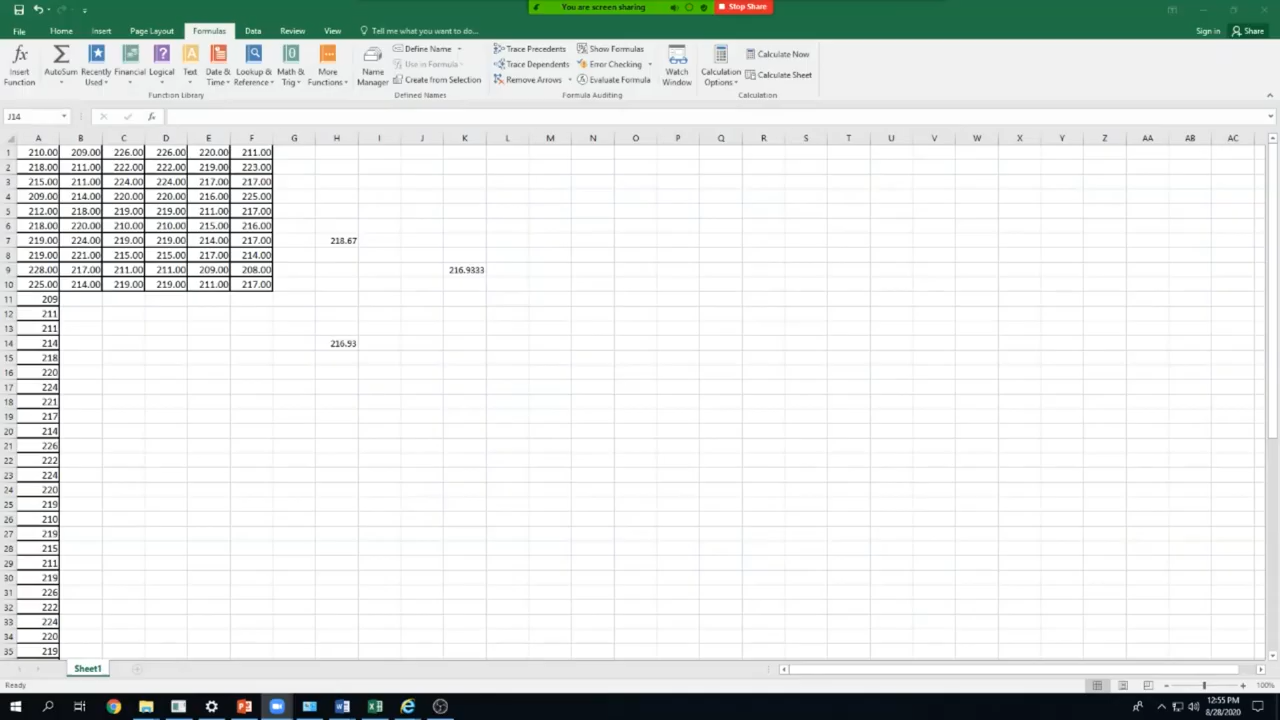 You are screen sharing Stop Share
File Home Insert Page Layout Formulas Data Review View Tell me what you want to do... Sign in Share
Insert Function AutoSum Recently Used Financial Logical Text Date & Time Lookup & Reference Math & Trig More Functions Name Manager Define Name Use in Formula Create from Selection Trace Precedents Trace Dependents Remove Arrows Show Formulas Error Checking Evaluate Formula Watch Window Calculation Options Calculate Now Calculate Sheet
Function Library Defined Names Formula Auditing Calculation
J14 fx
A B C D E F G H I J K L M N O P Q R S T U V W X Y Z AA AB AC
1 210.00 209.00 226.00 226.00 220.00 211.00
2 218.00 211.00 222.00 222.00 219.00 223.00
3 215.00 211.00 224.00 224.00 217.00 217.00
4 209.00 214.00 220.00 220.00 216.00 225.00
5 212.00 218.00 219.00 219.00 211.00 217.00
6 218.00 220.00 210.00 210.00 215.00 216.00
7 219.00 224.00 219.00 219.00 214.00 217.00 218.67
8 219.00 221.00 215.00 215.00 217.00 214.00
9 228.00 217.00 211.00 211.00 209.00 208.00 216.9333
10 225.00 214.00 219.00 219.00 211.00 217.00
11 209
12 211
13 211
14 214 216.93
15 218
16 220
17 224
18 221
19 217
20 214
21 226
22 222
23 224
24 220
25 219
26 210
27 219
28 215
29 211
30 219
31 226
32 222
33 224
34 220
35 219
Sheet1
Ready 100%
12:55 PM
8/28/2020